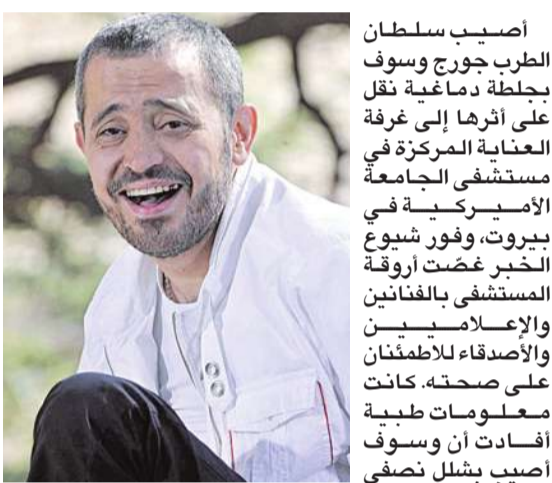 أصيب سلطان
الطرب جورج وسوف
بجلطة دماغية نقل
على أثرها إلى غرفة
العناية المركزة في
مستشفى الجامعة
الأميركية في
بيروت، وفور شيوع
الخبر غصّت أروقة
المستشفى بالفنانين
والإعلاميين
والأصدقاء للاطمئنان
على صحته. كانت
معلومات طبية
أفادت أن وسوف
أصيب بشلل نصفي